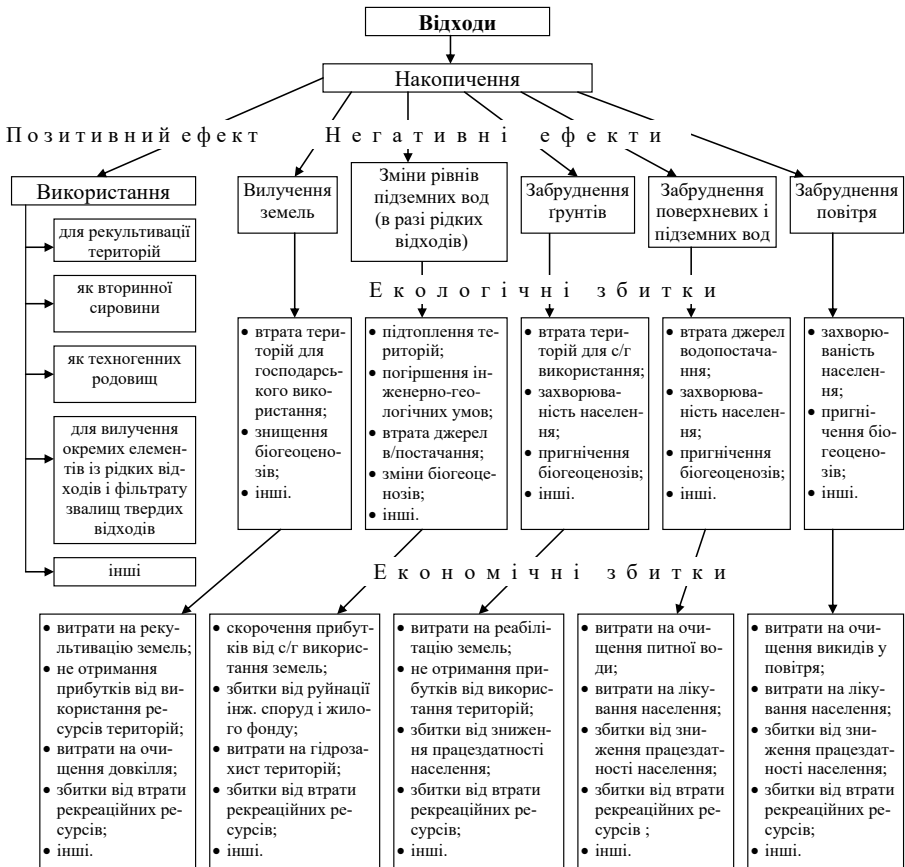 Відходи
Накопичення
Позитивний ефект
Негативні ефекти
Використання
для рекультивації
територій
як вторинної
сировини
як техногенних
родовищ
для вилучення
окремих елемен-
тів із рідких від-
ходів і фільтрату
звалищ твердих
відходів
інші
Вилучення
земель
Зміни рівнів
підземних вод
(в разі рідких
відходів)
Забруднення
ґрунтів
Забруднення
поверхневих і
підземних вод
Забруднення
повітря
Екологічні збитки
• втрата тери-
торій для
господарсь-
кого вико-
ристання;
• знищення
біогеоцено-
зів;
• інші.
• підтоплення те-
риторій;
• погіршення ін-
женерно-гео-
логічних умов;
• втрата джерел
в/постачання;
• зміни біогеоце-
нозів;
• інші.
• втрата терито-
рій для с/г
використання;
• захворюва-
ність населен-
ня;
• пригнічення
біогеоценозів;
• інші.
• втрата джерел
водопостача-
ння;
• захворюва-
ність населен-
ня;
• пригнічення
біогеоценозів;
• інші.
• захворю-
ваність
населен-
ня;
• пригні-
чення біо-
геоцено-
зів;
• інші.
Економічні збитки
• витрати на реку-
льтивацію земель;
• не отримання
прибутків від ви-
користання ре-
сурсів територій;
• витрати на очи-
щення довкілля;
• збитки від втрати
рекреаційних ре-
сурсів;
• інші.
• скорочення прибут-
ків від с/г викорис-
тання земель;
• збитки від руйнації
інж. споруд і жило-
го фонду;
• витрати на гідроза-
хист територій;
• збитки від втрати
рекреаційних ре-
сурсів;
• інші.
• витрати на реабілі-
тацію земель;
• не отримання при-
бутків від викорис-
тання територій;
• збитки від знижен-
ня працездатності
населення;
• збитки від втрати
рекреаційних ре-
сурсів;
• інші.
• витрати на очи-
щення питної во-
ди;
• витрати на ліку-
вання населення;
• збитки від зни-
ження працездат-
ності населення;
• збитки від втрати
рекреаційних ре-
сурсів ;
• інші.
• витрати на очи-
щення викидів у
повітря;
• витрати на ліку-
вання населення;
• збитки від зни-
ження працездат-
ності населення;
• збитки від втрати
рекреаційних ре-
сурсів;
• інші.